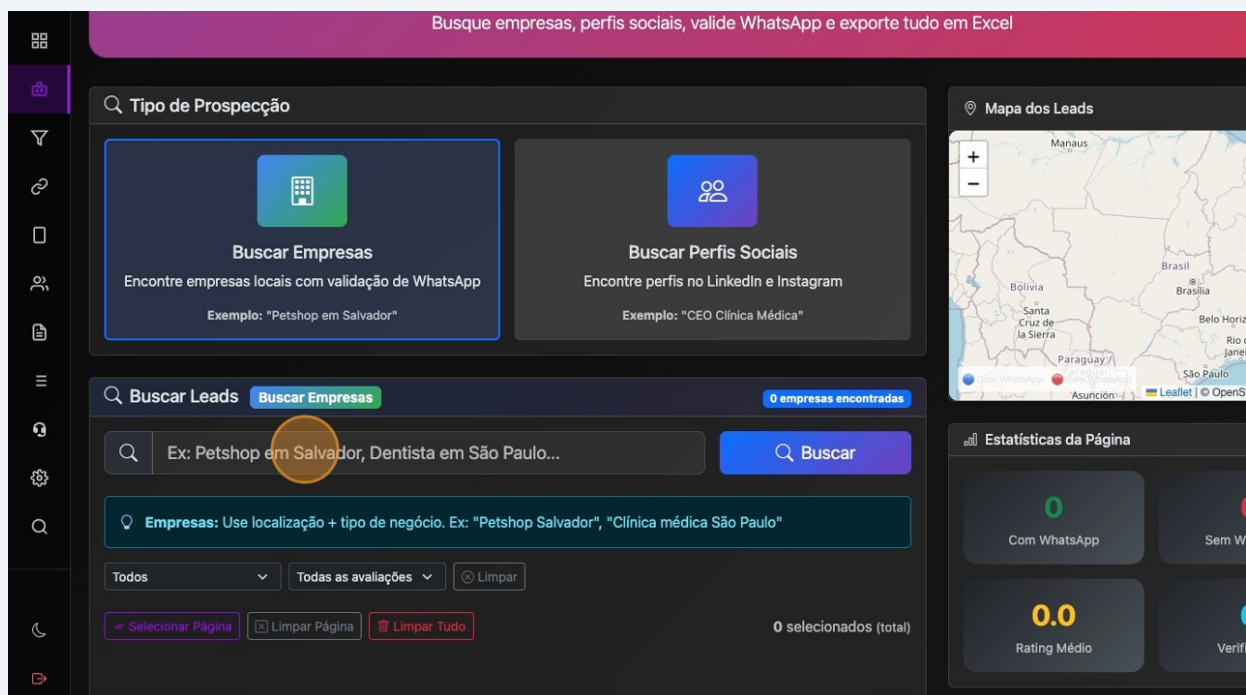 Busque empresas, perfis sociais, valide WhatsApp e exporte tudo em Excel
Tipo de Prospecção
Buscar Empresas
Encontre empresas locais com validação de WhatsApp
Exemplo: "Petshop em Salvador"
Buscar Perfis Sociais
Encontre perfis no LinkedIn e Instagram
Exemplo: "CEO Clínica Médica"
Buscar Leads
Buscar Empresas
0 empresas encontradas
Ex: Petshop em Salvador, Dentista em São Paulo...
Buscar
Empresas: Use localização + tipo de negócio. Ex: "Petshop Salvador", "Clínica médica São Paulo"
Todos
Todas as avaliações
Limpar
Selecionar Página
Limpar Página
Limpar Tudo
0 selecionados (total)
Mapa dos Leads
+
−
Manaus
Brasil
Brasília
Bolivia
Santa
Cruz de
la Sierra
Belo Horiz
Rio d
Janei
Paraguay /
Paraguái
São Paulo
Com WhatsApp
Sem WhatsApp
Asunción
Leaflet | © OpenS
Estatísticas da Página
0
Com WhatsApp
Sem W
0.0
Rating Médio
Verifi